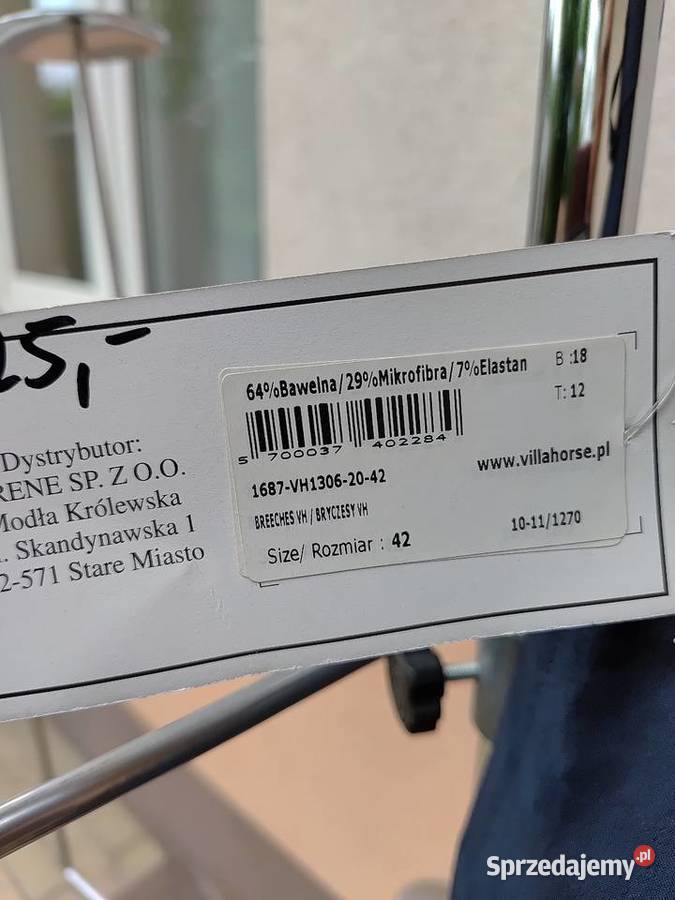 25,-
Dystrybutor:
RENE SP. Z O.O.
Modła Królewska
. Skandynawska 1
2-571 Stare Miasto
64%Bawelna/29%Mikrofibra/7%Elastan
B :18
T: 12
5 700037 402284
www.villahorse.pl
1687-VH1306-20-42
BREECHES VH / BRYCZESY VH
10-11/1270
Size/ Rozmiar : 42
Sprzedajemy.pl